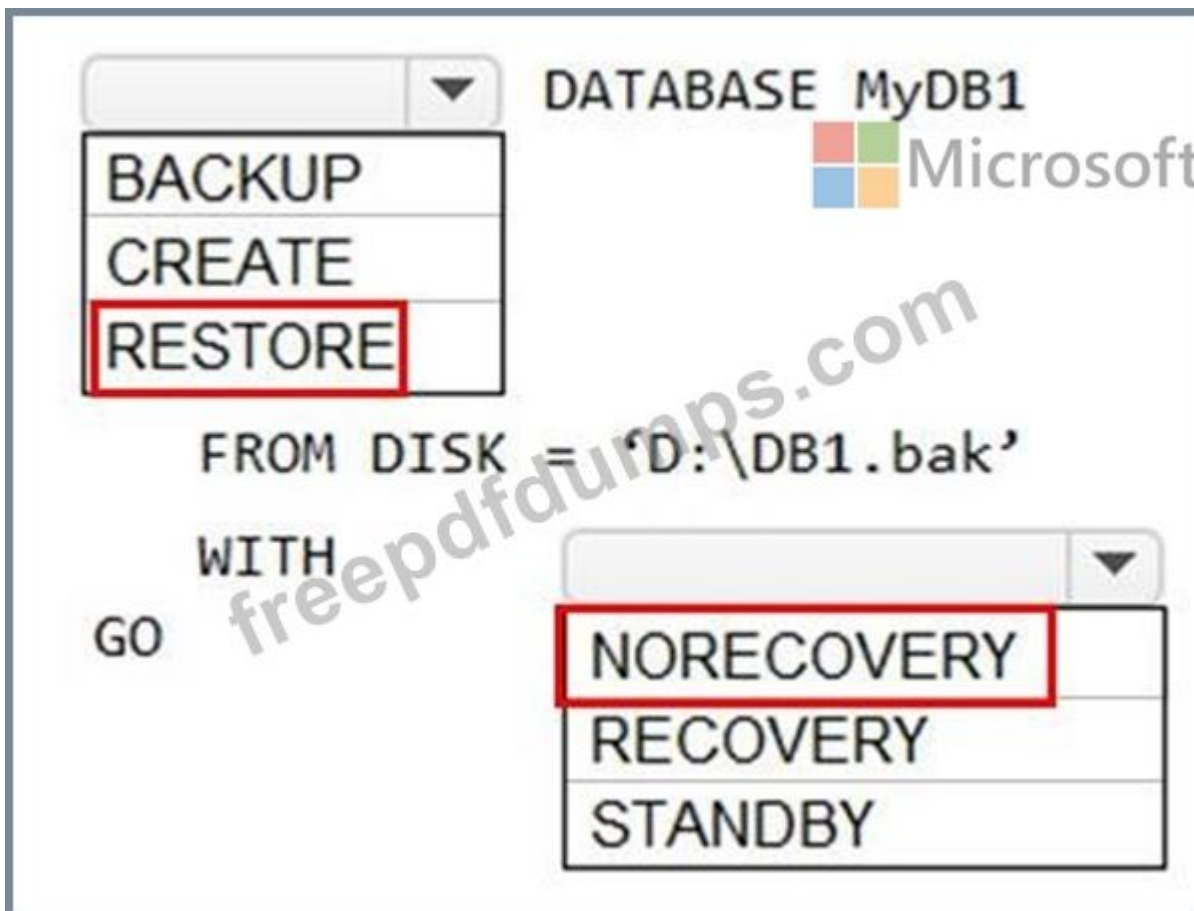 DATABASE MyDB1
Microsoft
BACKUP
CREATE
RESTORE
FROM DISK = ‘D:\DB1.bak’
WITH
GO
NORECOVERY
RECOVERY
STANDBY
freepdfdumps.com